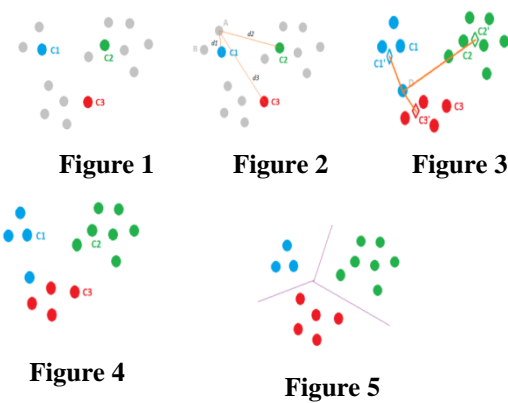 C1
C2
C3
Figure 1
A
B
d1
d2
C1
C2
d3
C3
Figure 2
C2'
C1
C2
C1'
D
C3
C3'
Figure 3
C1
C2
C3
Figure 4
Figure 5